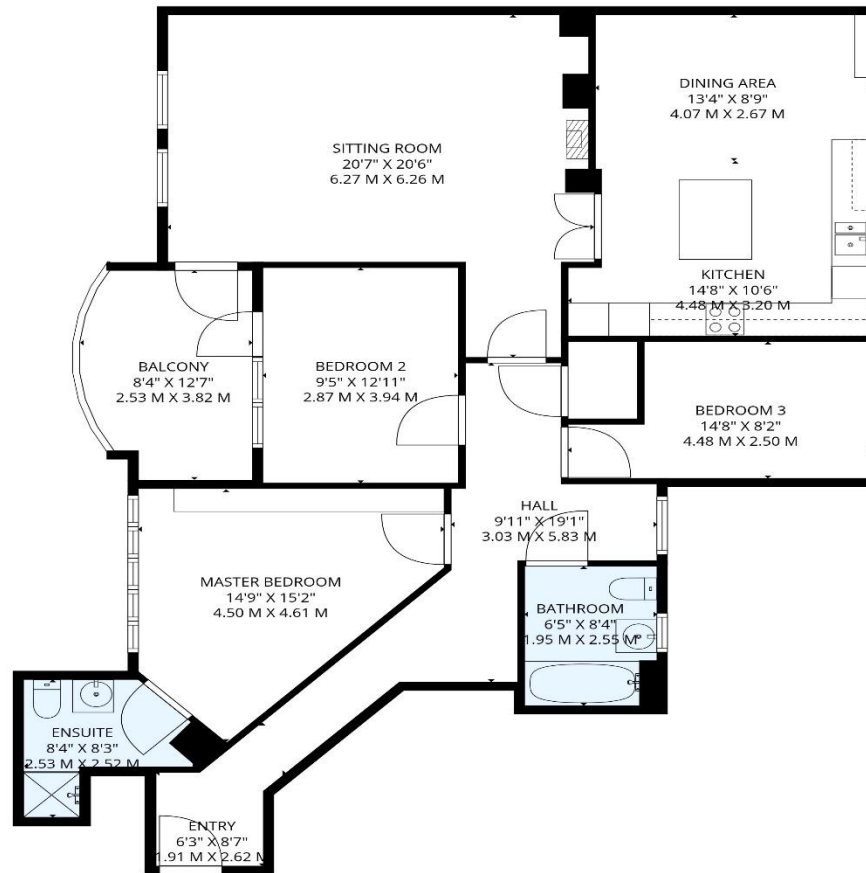 SITTING ROOM
20'7" X 20'6"
6.27 M X 6.26 M
DINING AREA
13'4" X 8'9"
4.07 M X 2.67 M
KITCHEN
14'8" X 10'6"
4.48 M X 3.20 M
BALCONY
8'4" X 12'7"
2.53 M X 3.82 M
BEDROOM 2
9'5" X 12'11"
2.87 M X 3.94 M
BEDROOM 3
14'8" X 8'2"
4.48 M X 2.50 M
HALL
9'11" X 19'1"
3.03 M X 5.83 M
MASTER BEDROOM
14'9" X 15'2"
4.50 M X 4.61 M
BATHROOM
6'5" X 8'4"
1.95 M X 2.55 M
ENSUITE
8'4" X 8'3"
2.53 M X 2.52 M
ENTRY
6'3" X 8'7"
1.91 M X 2.62 M